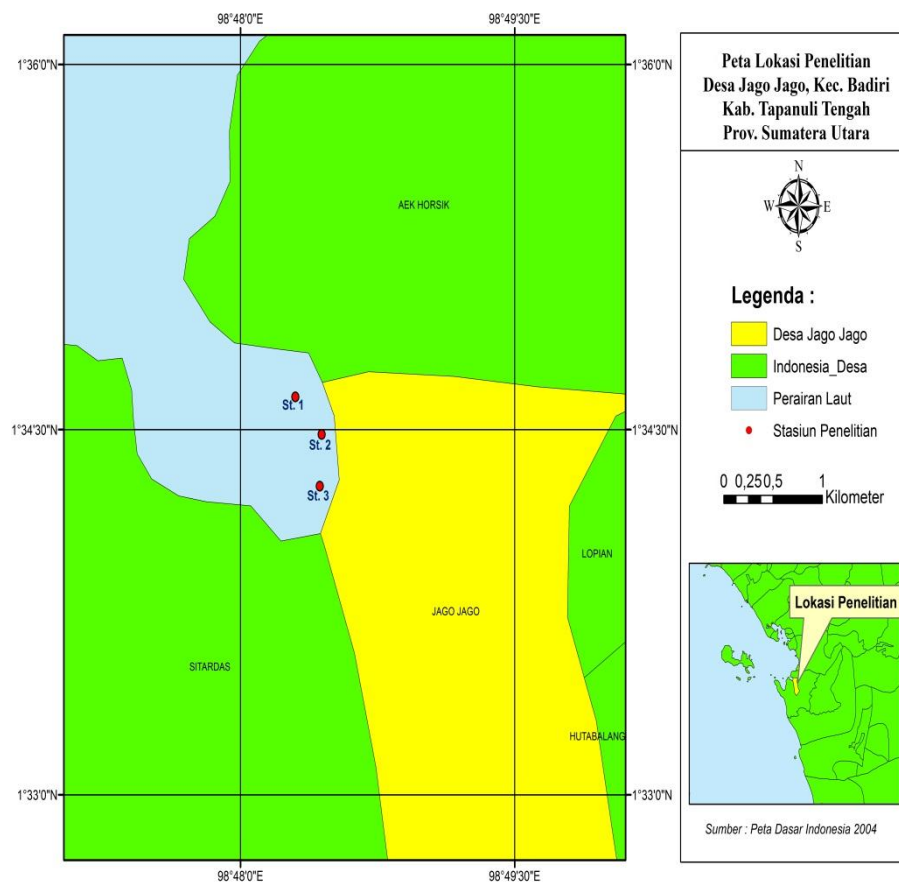 98°48'0"E
98°49'30"E
1°36'0"N
1°36'0"N
AEK HORSIK
St. 1
1°34'30"N
1°34'30"N
St. 2
St. 3
LOPIAN
JAGO JAGO
SITARDAS
HUTABALANG
1°33'0"N
1°33'0"N
98°48'0"E
98°49'30"E
Peta Lokasi Penelitian
Desa Jago Jago, Kec. Badiri
Kab. Tapanuli Tengah
Prov. Sumatera Utara
N
W
E
S
Legenda :
Desa Jago Jago
Indonesia_Desa
Perairan Laut
Stasiun Penelitian
0 0,25 0,5 1
Kilometer
Lokasi Penelitian
Sumber : Peta Dasar Indonesia 2004